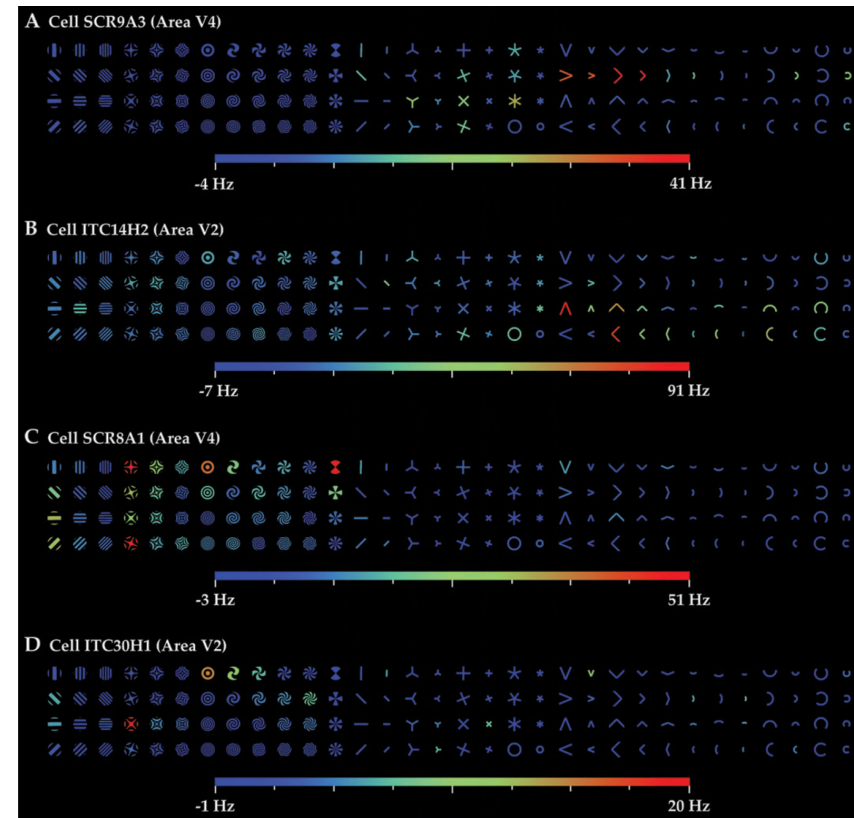 A Cell SCR9A3 (Area V4)
-4 Hz 41 Hz
B Cell ITC14H2 (Area V2)
-7 Hz 91 Hz
C Cell SCR8A1 (Area V4)
-3 Hz 51 Hz
D Cell ITC30H1 (Area V2)
-1 Hz 20 Hz